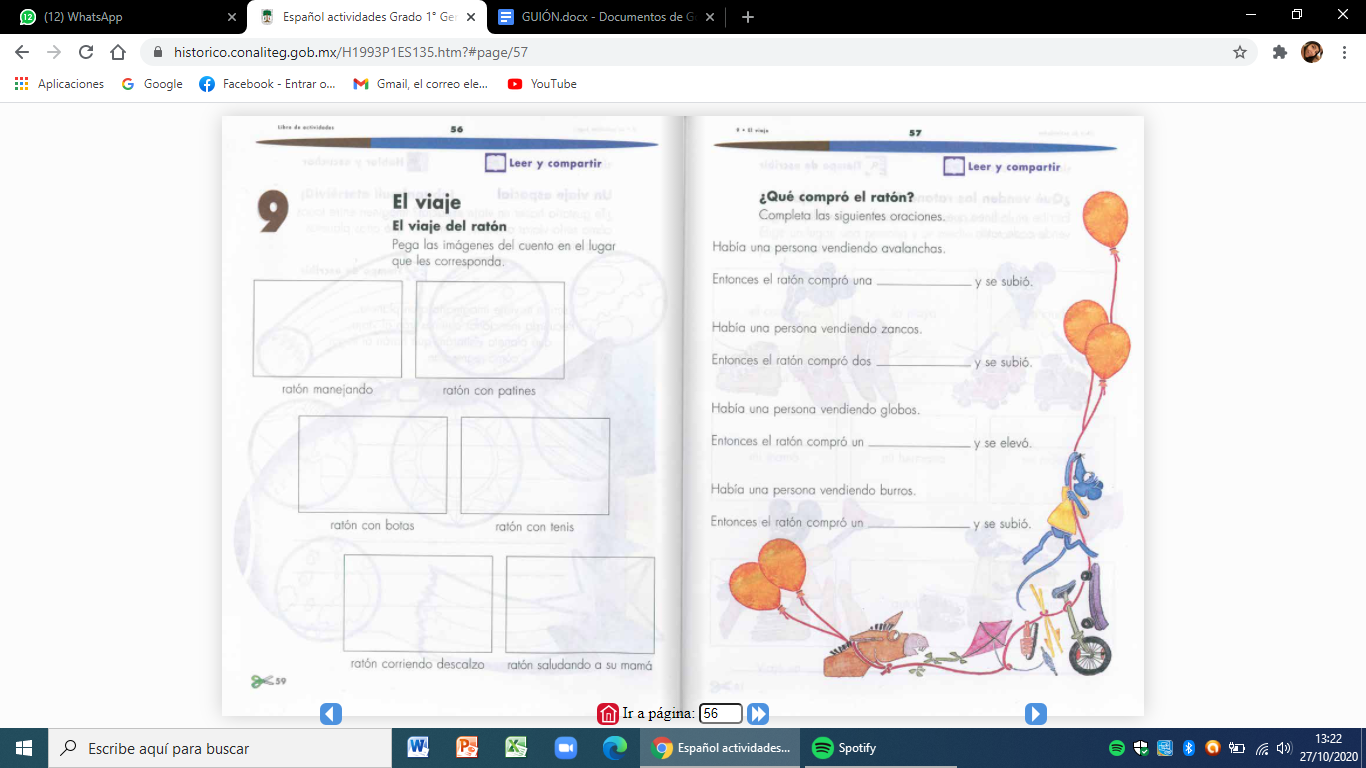 (12) WhatsApp
Español actividades Grado 1° Ger
GUIÓN.docx - Documentos de G
historico.conaliteg.gob.mx/H1993P1ES135.htm?#page/57
Aplicaciones
Google
Facebook - Entrar o...
Gmail, el correo ele...
YouTube
Libro de actividades
56
Leer y compartir
9
El viaje
El viaje del ratón
Pega las imágenes del cuento en el lugar
que les corresponda.
ratón manejando
ratón con patines
ratón con botas
ratón con tenis
ratón corriendo descalzo
ratón saludando a su mamá
59
El viaje
57
Leer y compartir
¿Qué compró el ratón?
Completa las siguientes oraciones.
Había una persona vendiendo avalanchas.
Entonces el ratón compró una ____________ y se subió.
Había una persona vendiendo zancos.
Entonces el ratón compró dos ____________ y se subió.
Había una persona vendiendo globos.
Entonces el ratón compró un ____________ y se elevó.
Había una persona vendiendo burros.
Entonces el ratón compró un ____________ y se subió.
Ir a página: 56
Escribe aquí para buscar
Español actividades...
Spotify
13:22
27/10/2020